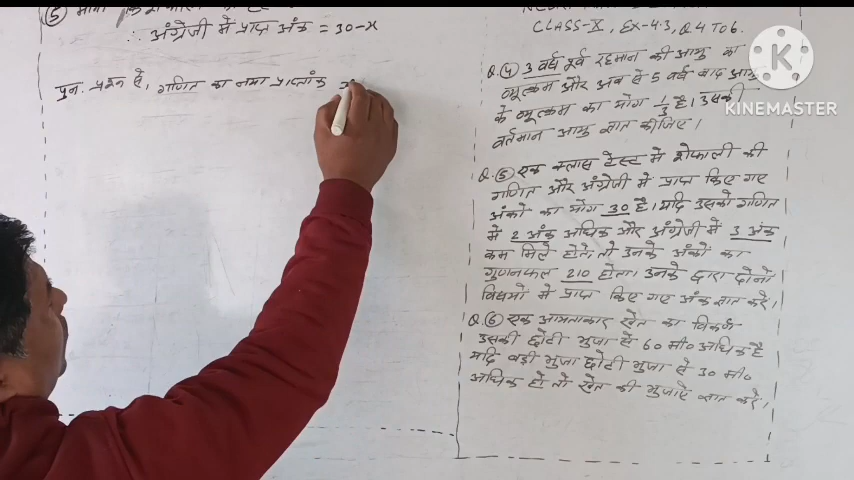 ∴ अंग्रेजी में प्राप्त अंक = 30-x
पुन. प्रश्न से, गणित का नया प्राप्तांक
CLASS-X, EX-4.3, Q.4 TO 6.
Q.④ 3 वर्ष पूर्व रहमान की आयु का
व्युत्क्रम और अब से 5 वर्ष बाद आयु
के व्युत्क्रम का योग 1/3 है। उसकी
वर्तमान आयु ज्ञात कीजिए।
Q.⑤ एक क्लास टेस्ट में शेफाली की
गणित और अंग्रेजी में प्राप्त किए गए
अंकों का योग 30 है। यदि उसको गणित
में 2 अंक अधिक और अंग्रेजी में 3 अंक
कम मिले होते, तो उनके अंकों का
गुणनफल 210 होता। उनके द्वारा दोनों
विषयों में प्राप्त किए गए अंक ज्ञात करें।
Q.⑥ एक आयताकार खेत का विकर्ण
उसकी छोटी भुजा से 60 मी० अधिक है
यदि बड़ी भुजा छोटी भुजा से 30 मी०
अधिक हो तो खेत की भुजाएँ ज्ञात करें।
KINEMASTER